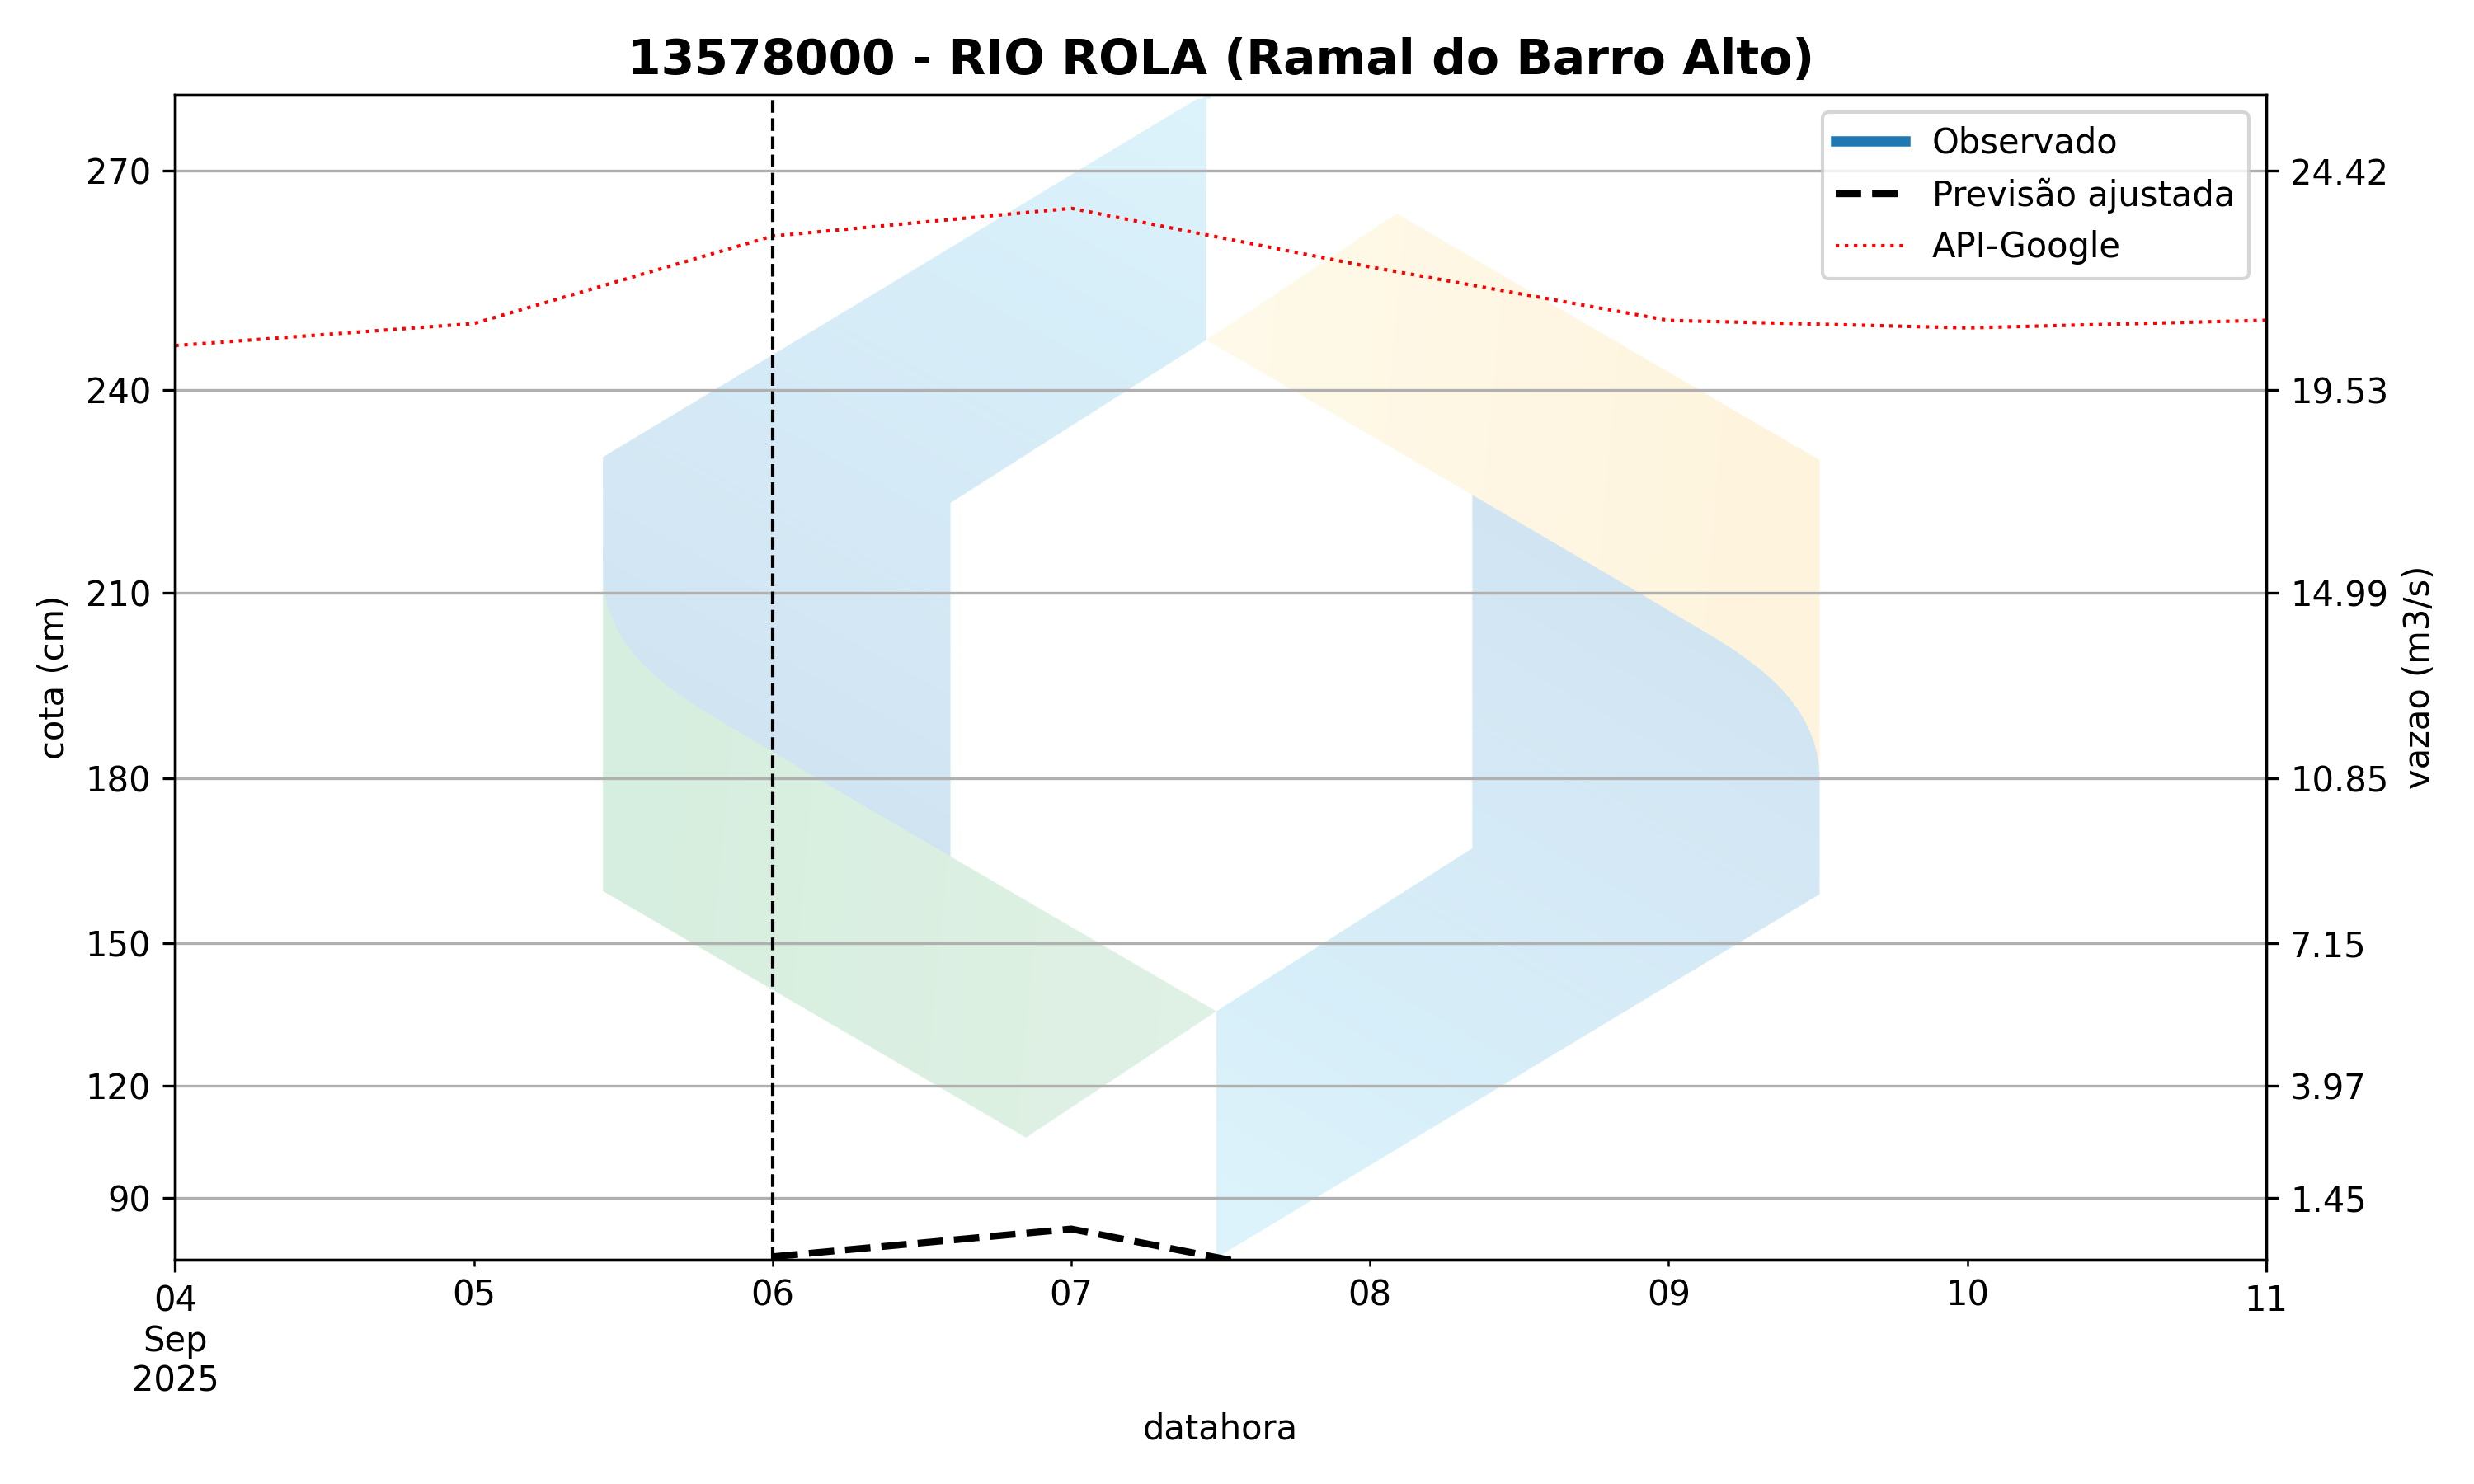 13578000 - RIO ROLA (Ramal do Barro Alto)
Observado
Previsão ajustada
API-Google
270
240
210
180
150
120
90
cota (cm)
24.42
19.53
14.99
10.85
7.15
3.97
1.45
vazao (m3/s)
04 05 06 07 08 09 10 11
Sep
2025
datahora